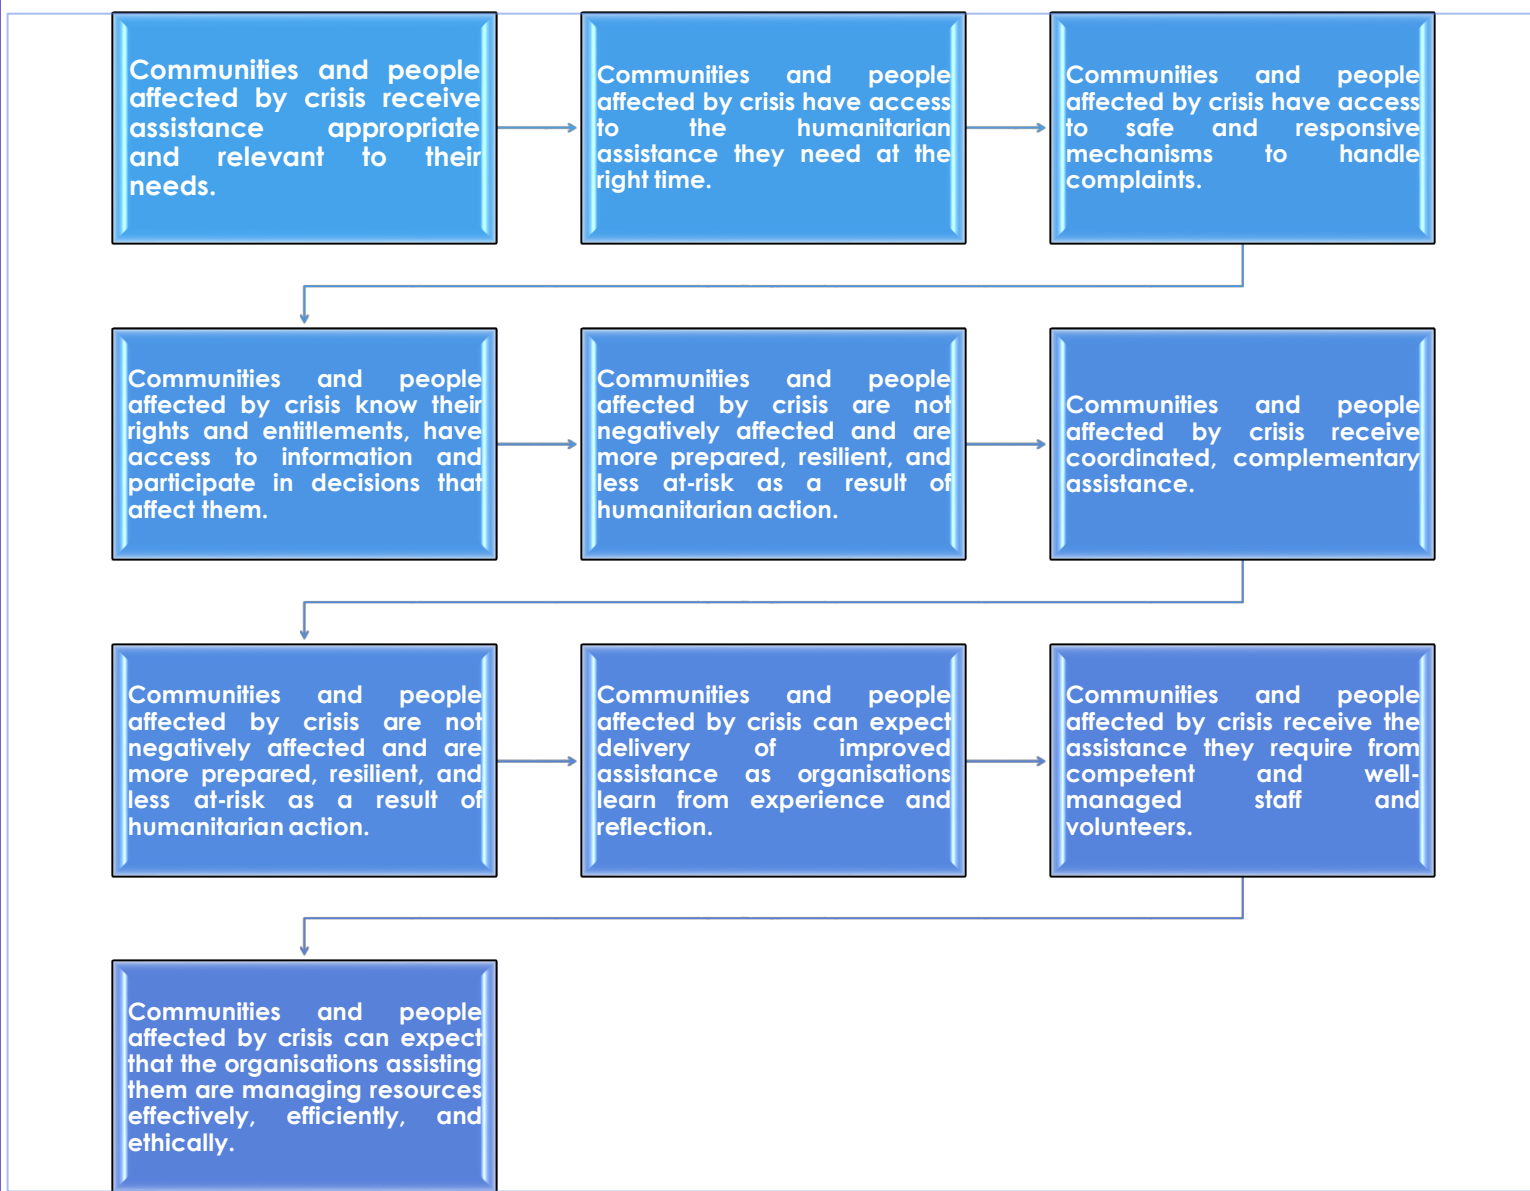 Communities and people
affected by crisis receive
assistance appropriate
and relevant to their
needs.
Communities and people
affected by crisis have access
to the humanitarian
assistance they need at the
right time.
Communities and people
affected by crisis have access
to safe and responsive
mechanisms to handle
complaints.
Communities and people
affected by crisis know their
rights and entitlements, have
access to information and
participate in decisions that
affect them.
Communities and people
affected by crisis are not
negatively affected and are
more prepared, resilient, and
less at-risk as a result of
humanitarian action.
Communities and people
affected by crisis receive
coordinated, complementary
assistance.
Communities and people
affected by crisis are not
negatively affected and are
more prepared, resilient, and
less at-risk as a result of
humanitarian action.
Communities and people
affected by crisis can expect
delivery of improved
assistance as organisations
learn from experience and
reflection.
Communities and people
affected by crisis receive the
assistance they require from
competent and well-
managed staff and
volunteers.
Communities and people
affected by crisis can expect
that the organisations assisting
them are managing resources
effectively, efficiently, and
ethically.